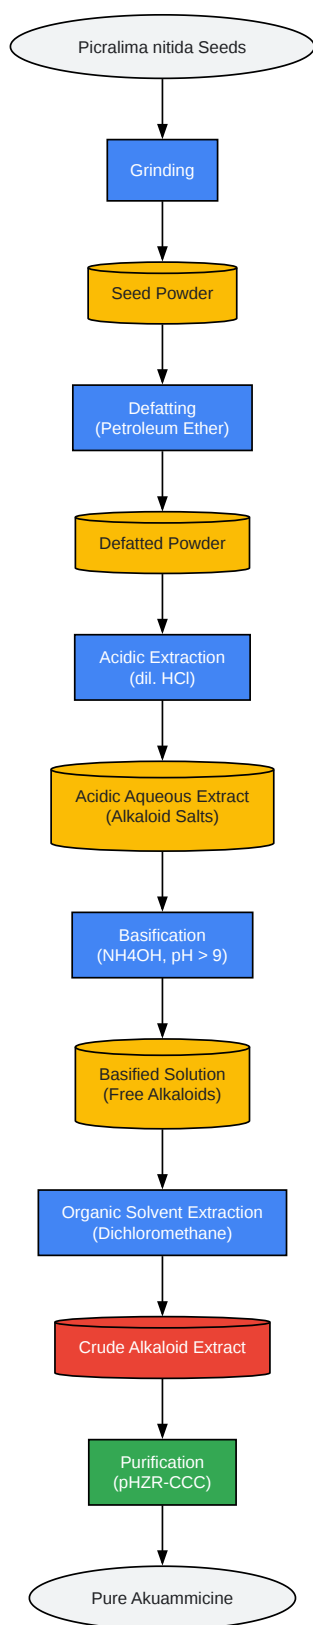 Picralima nitida Seeds
Grinding
Seed Powder
Defatting
(Petroleum Ether)
Defatted Powder
Acidic Extraction
(dil. HCl)
Acidic Aqueous Extract
(Alkaloid Salts)
Basification
(NH4OH, pH > 9)
Basified Solution
(Free Alkaloids)
Organic Solvent Extraction
(Dichloromethane)
Crude Alkaloid Extract
Purification
(pHZR-CCC)
Pure Akuammicine